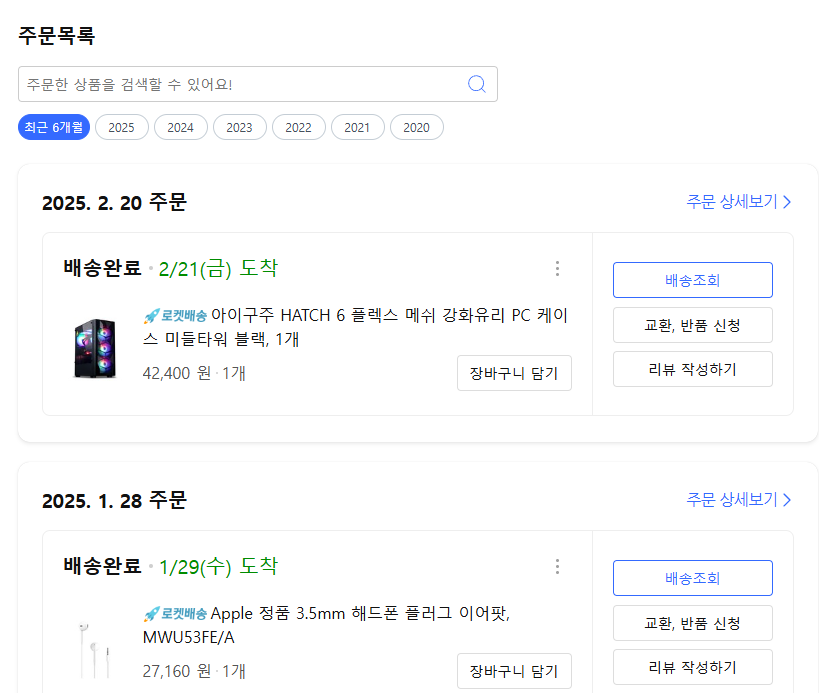 주문목록
주문한 상품을 검색할 수 있어요!
최근 6개월 2025 2024 2023 2022 2021 2020
2025. 2. 20 주문 주문 상세보기
배송완료 · 2/21(금) 도착
로켓배송 아이구주 HATCH 6 플렉스 메쉬 강화유리 PC 케이
스 미들타워 블랙, 1개
42,400 원 · 1개
장바구니 담기
배송조회
교환, 반품 신청
리뷰 작성하기
2025. 1. 28 주문 주문 상세보기
배송완료 · 1/29(수) 도착
로켓배송 Apple 정품 3.5mm 헤드폰 플러그 이어팟,
MWU53FE/A
27,160 원 · 1개
장바구니 담기
배송조회
교환, 반품 신청
리뷰 작성하기